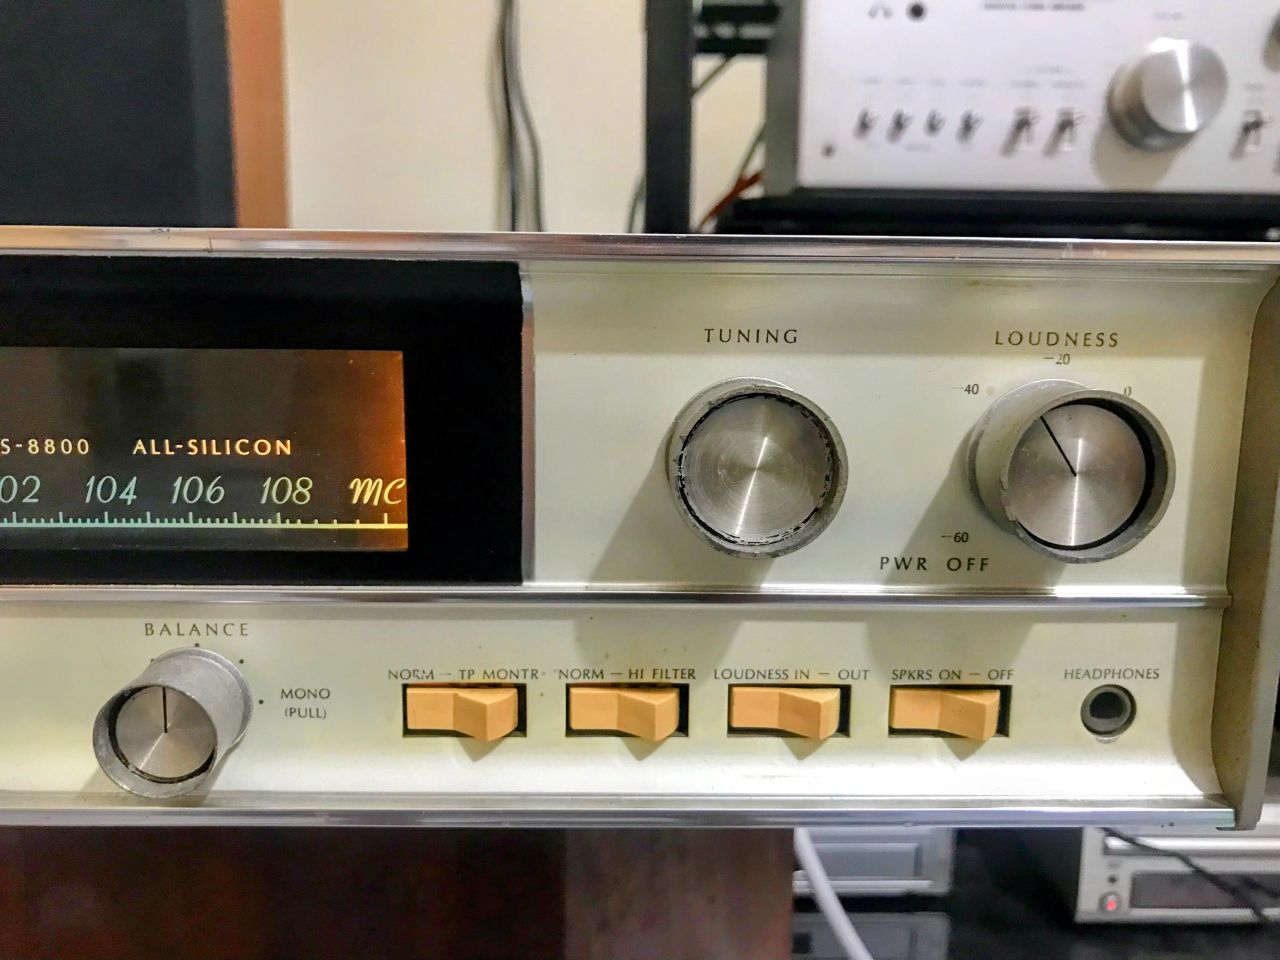 TUNING
LOUDNESS
-20
-40
0
S-8800 ALL-SILICON
02 104 106 108 MC
-60
PWR OFF
BALANCE
MONO
(PULL)
NORM - TP MONTR
NORM - HI FILTER
LOUDNESS IN - OUT
SPKRS ON - OFF
HEADPHONES